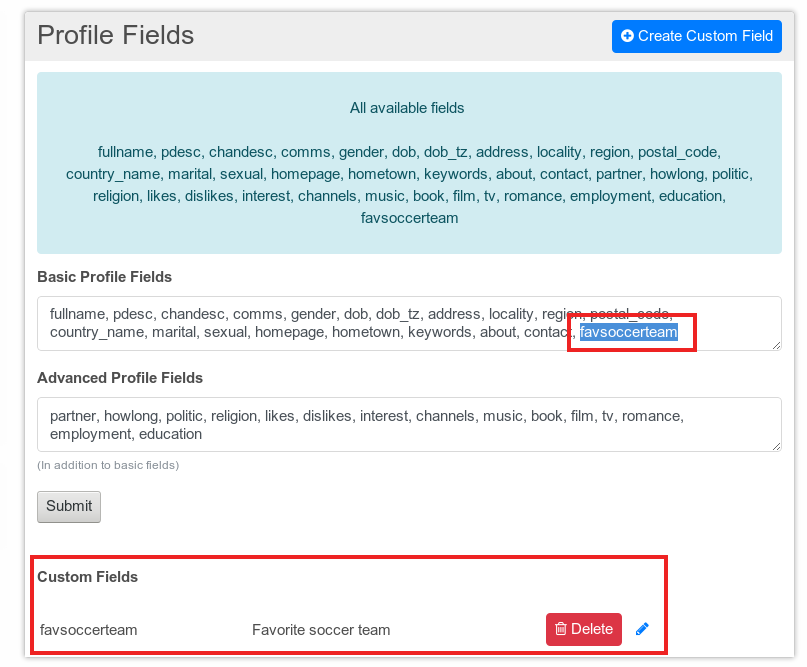 Profile Fields
Create Custom Field
All available fields
fullname, pdesc, chandesc, comms, gender, dob, dob_tz, address, locality, region, postal_code,
country_name, marital, sexual, homepage, hometown, keywords, about, contact, partner, howlong, politic,
religion, likes, dislikes, interest, channels, music, book, film, tv, romance, employment, education,
favsoccerteam
Basic Profile Fields
fullname, pdesc, chandesc, comms, gender, dob, dob_tz, address, locality, region, postal_code,
country_name, marital, sexual, homepage, hometown, keywords, about, contact, favsoccerteam
Advanced Profile Fields
partner, howlong, politic, religion, likes, dislikes, interest, channels, music, book, film, tv, romance,
employment, education
(In addition to basic fields)
Submit
Custom Fields
favsoccerteam Favorite soccer team Delete